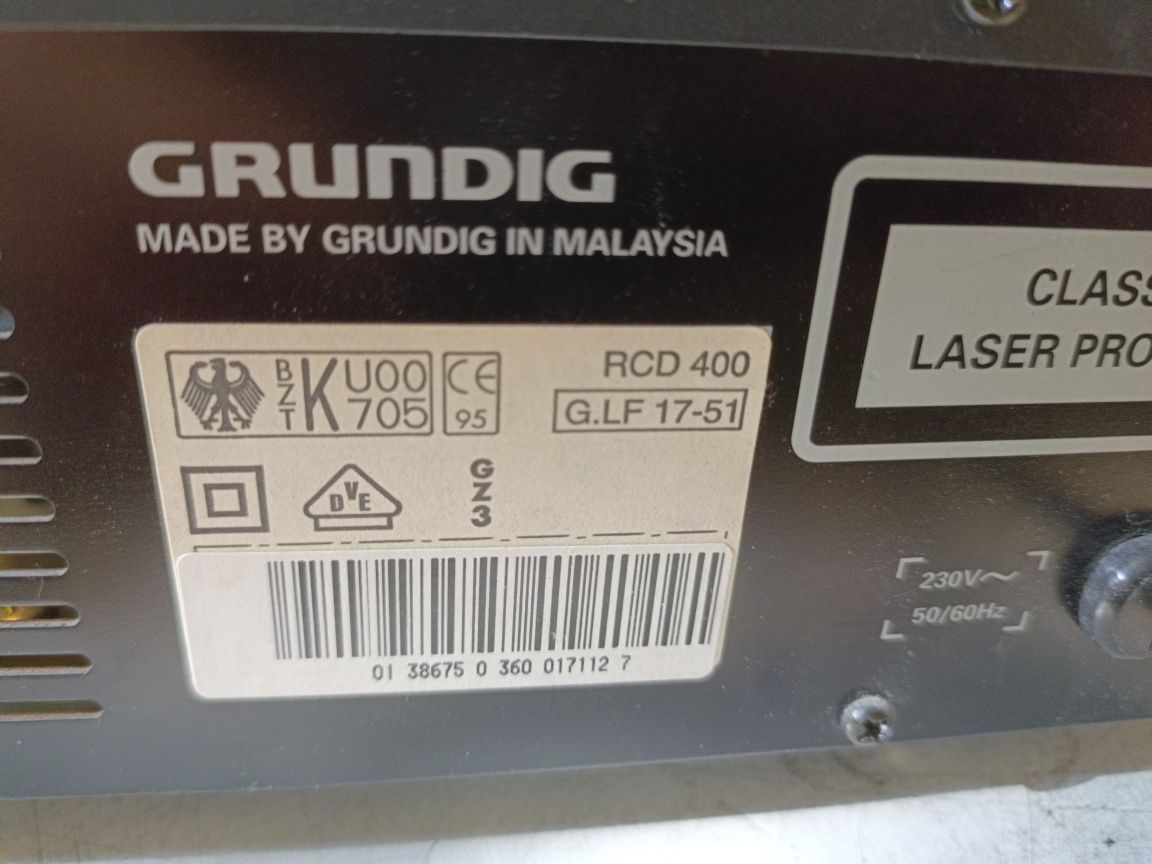 GRUNDIG
MADE BY GRUNDIG IN MALAYSIA
CLASS
LASER PRO
BZT K U00 705
CE 95
RCD 400
G.LF 17-51
DVE
GZ3
230V~
50/60Hz
01 38675 0 360 017112 7